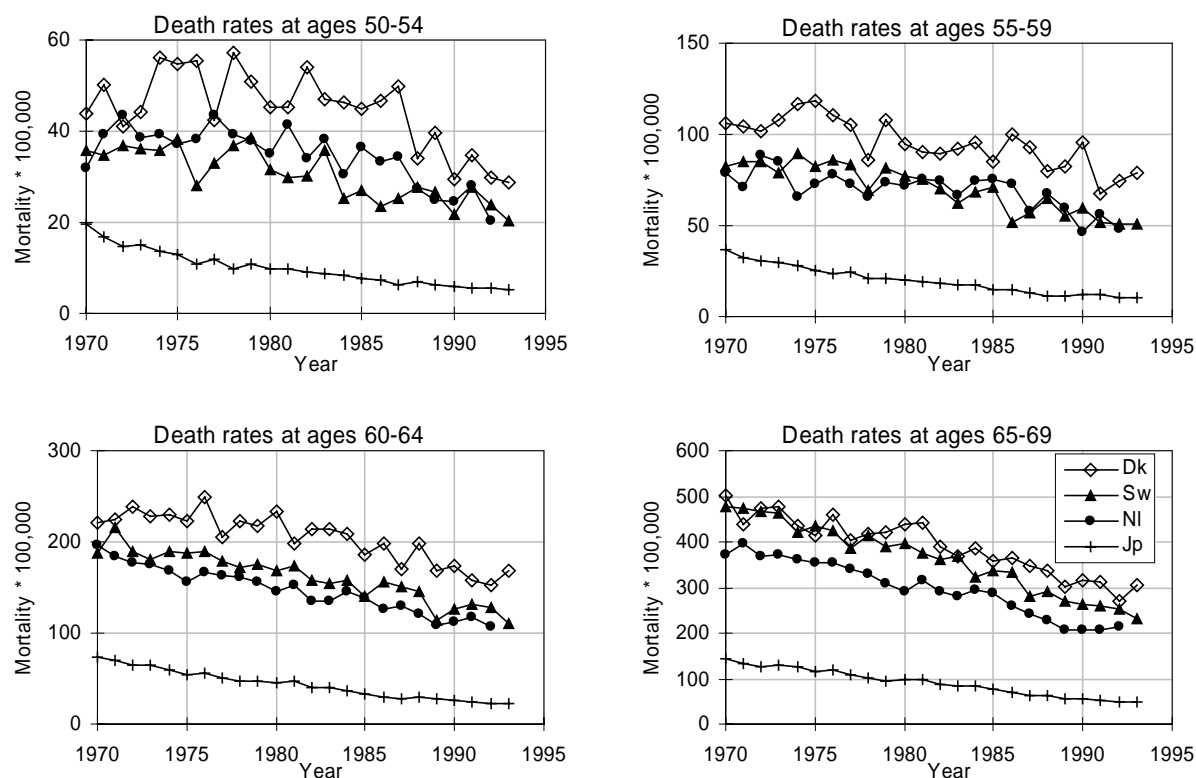 Death rates at ages 50-54
60
40
20
0
Mortality * 100,000
1970 1975 1980 1985 1990 1995
Year
Death rates at ages 55-59
150
100
50
0
Mortality * 100,000
1970 1975 1980 1985 1990 1995
Year
Death rates at ages 60-64
300
200
100
0
Mortality * 100,000
1970 1975 1980 1985 1990 1995
Year
Death rates at ages 65-69
600
500
400
300
200
100
0
Mortality * 100,000
Dk
Sw
Nl
Jp
1970 1975 1980 1985 1990 1995
Year